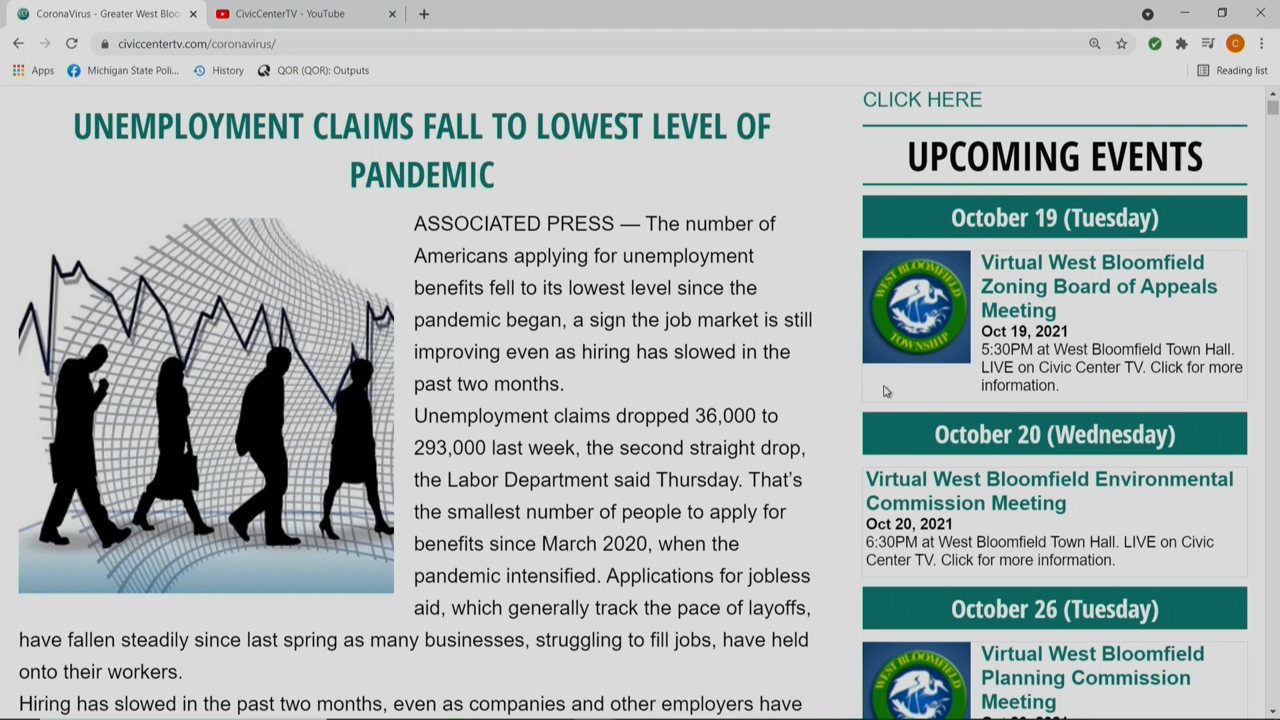 CoronaVirus - Greater West Bloo
CivicCenterTV - YouTube
civiccentertv.com/coronavirus/
Apps
Michigan State Poli...
History
QOR (QOR): Outputs
Reading list
C
UNEMPLOYMENT CLAIMS FALL TO LOWEST LEVEL OF
PANDEMIC
ASSOCIATED PRESS — The number of
Americans applying for unemployment
benefits fell to its lowest level since the
pandemic began, a sign the job market is still
improving even as hiring has slowed in the
past two months.
Unemployment claims dropped 36,000 to
293,000 last week, the second straight drop,
the Labor Department said Thursday. That’s
the smallest number of people to apply for
benefits since March 2020, when the
pandemic intensified. Applications for jobless
aid, which generally track the pace of layoffs,
have fallen steadily since last spring as many businesses, struggling to fill jobs, have held
onto their workers.
Hiring has slowed in the past two months, even as companies and other employers have
CLICK HERE
UPCOMING EVENTS
October 19 (Tuesday)
WEST BLOOMFIELD
TOWNSHIP
Virtual West Bloomfield
Zoning Board of Appeals
Meeting
Oct 19, 2021
5:30PM at West Bloomfield Town Hall.
LIVE on Civic Center TV. Click for more
information.
October 20 (Wednesday)
Virtual West Bloomfield Environmental
Commission Meeting
Oct 20, 2021
6:30PM at West Bloomfield Town Hall. LIVE on Civic
Center TV. Click for more information.
October 26 (Tuesday)
WEST BLOOMFIELD
Virtual West Bloomfield
Planning Commission
Meeting